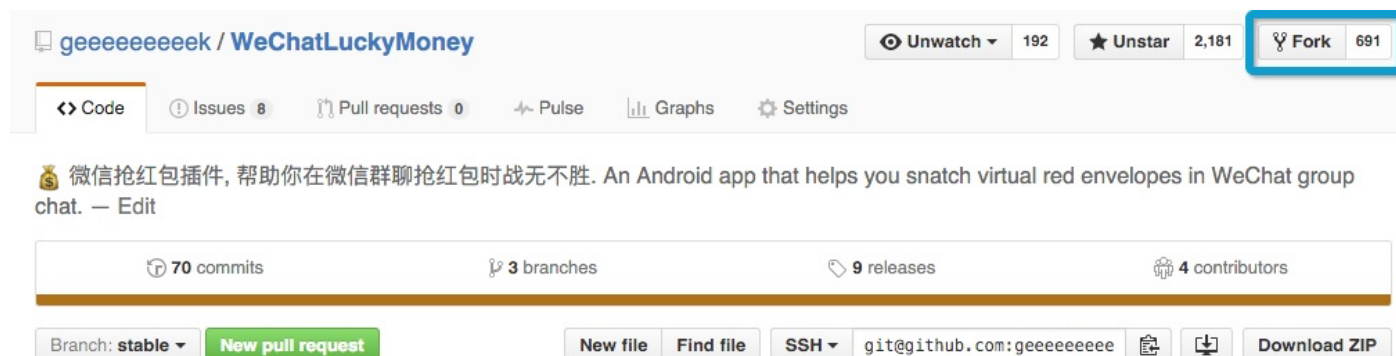 geeeeeeeeek / WeChatLuckyMoney Unwatch 192 Unstar 2,181 Fork 691
Code Issues 8 Pull requests 0 Pulse Graphs Settings
微信抢红包插件, 帮助你在微信群聊抢红包时战无不胜. An Android app that helps you snatch virtual red envelopes in WeChat group
chat. — Edit
70 commits 3 branches 9 releases 4 contributors
Branch: stable New pull request New file Find file SSH git@github.com:geeeeeeeeee Download ZIP